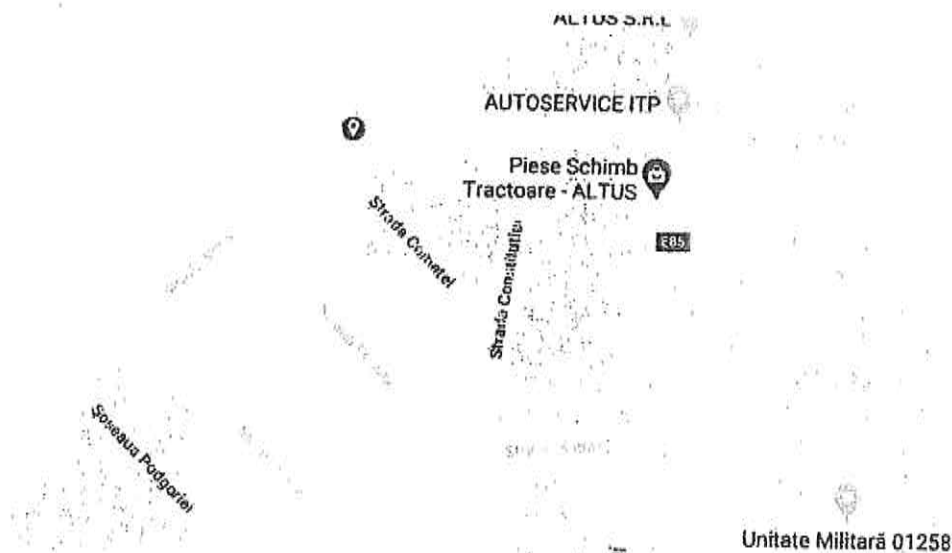 ALTUS S.R.L
AUTOSERVICE ITP
Piese Schimb
Tractoare - ALTUS
E85
Strada Cometei
Strada Constituției
Șoseaua Podgoriei
Unitate Militară 01258